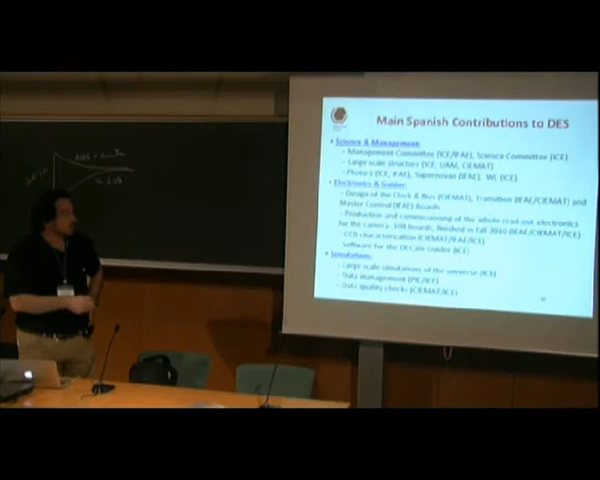 Main Spanish Contributions to DES
• Science & Management:
– Management Committee (ICE/IFAE), Science Committee (ICE)
– Large scale structure (ICE, UAM, CIEMAT)
– Photo-z (ICE, IFAE), Supernovae (IFAE), WL (ICE)
• Electronics & Guider:
– Design of the Clock & Bias (CIEMAT), Transition (IFAE/CIEMAT) and
Master Control (IFAE) Boards
– Production and commissioning of the whole read-out electronics
for the camera: 108 boards, finished in Fall 2010 (IFAE/CIEMAT/ICE)
– CCD characterization (CIEMAT/IFAE/ICE)
– Software for the DECam Guider (ICE)
• Simulations:
– Large scale simulations of the universe (ICE)
– Data management (PIC/ICE)
– Data quality checks (CIEMAT/ICE)